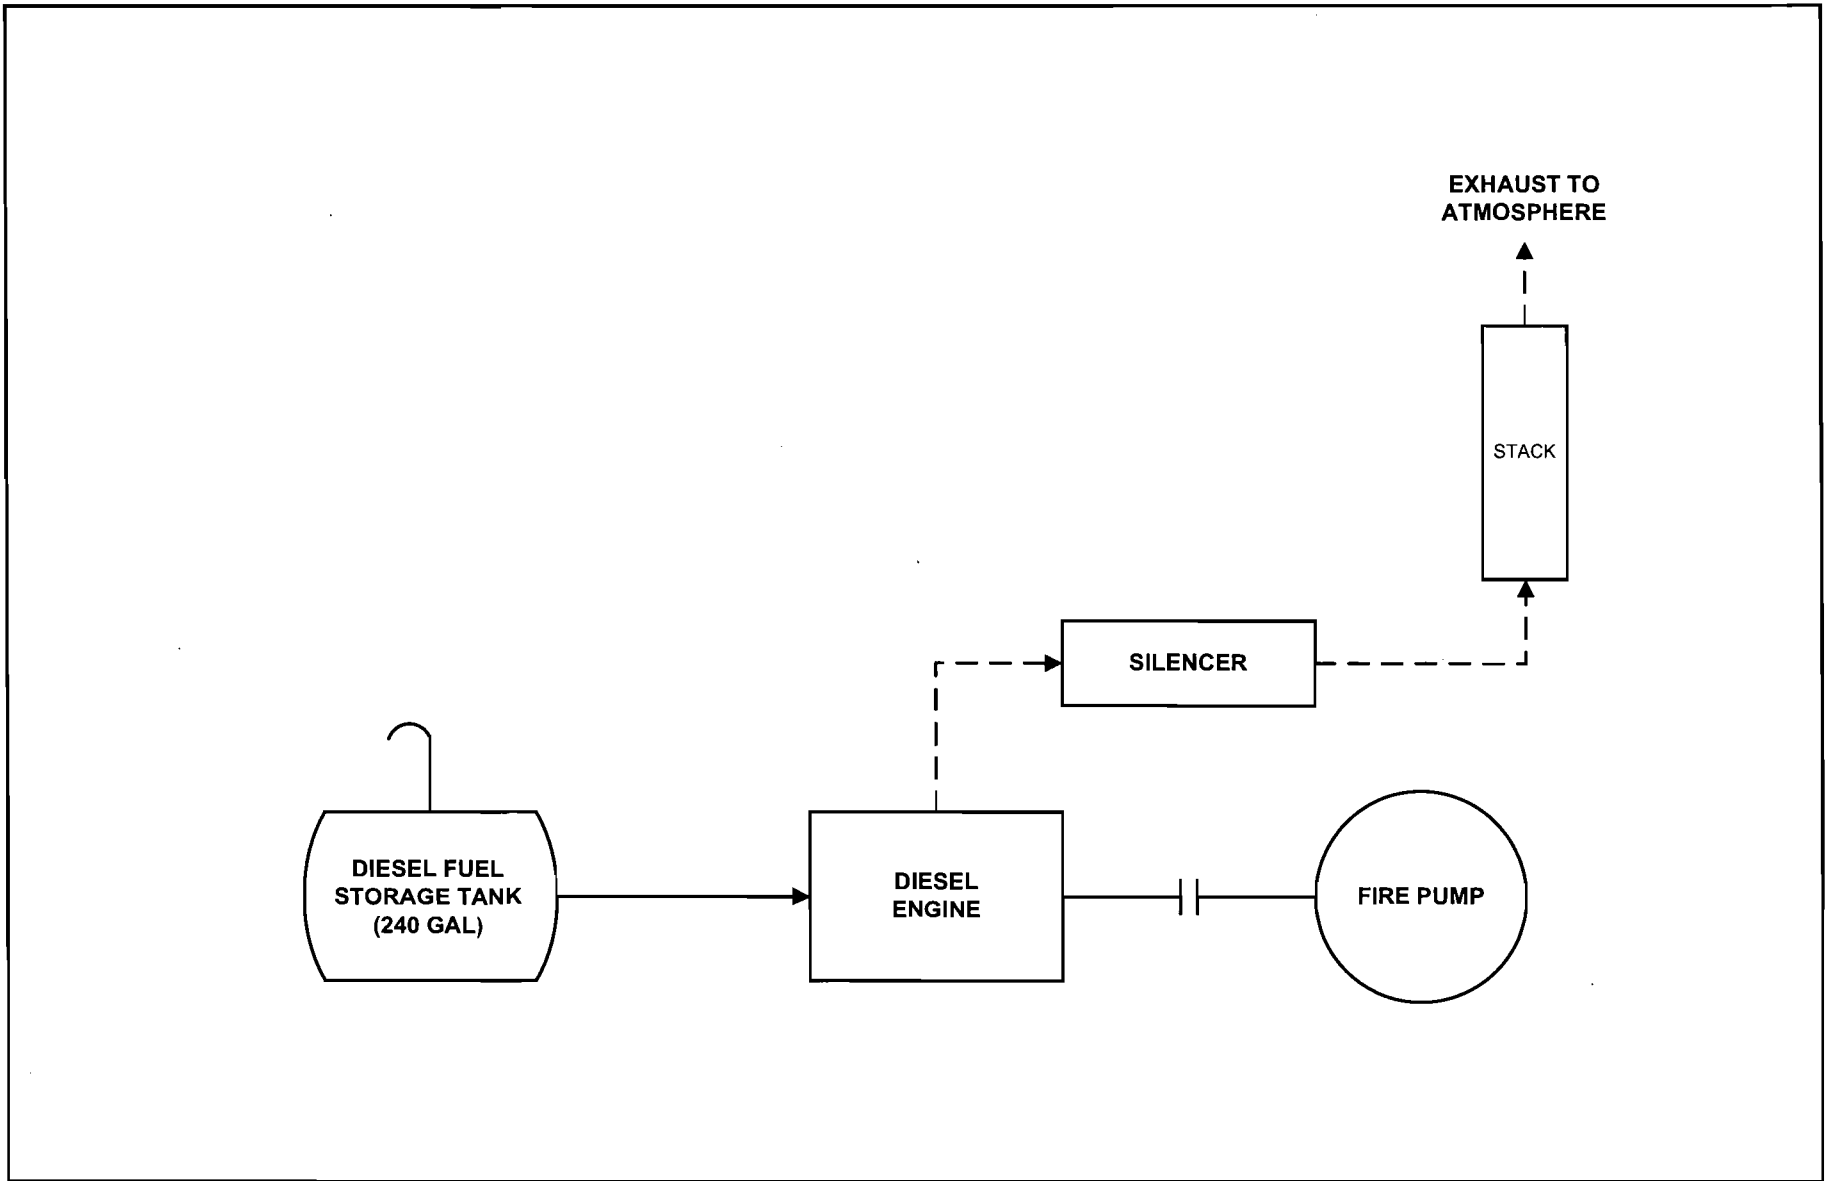 EXHAUST TO
ATMOSPHERE
STACK
SILENCER
DIESEL FUEL
STORAGE TANK
(240 GAL)
DIESEL
ENGINE
FIRE PUMP